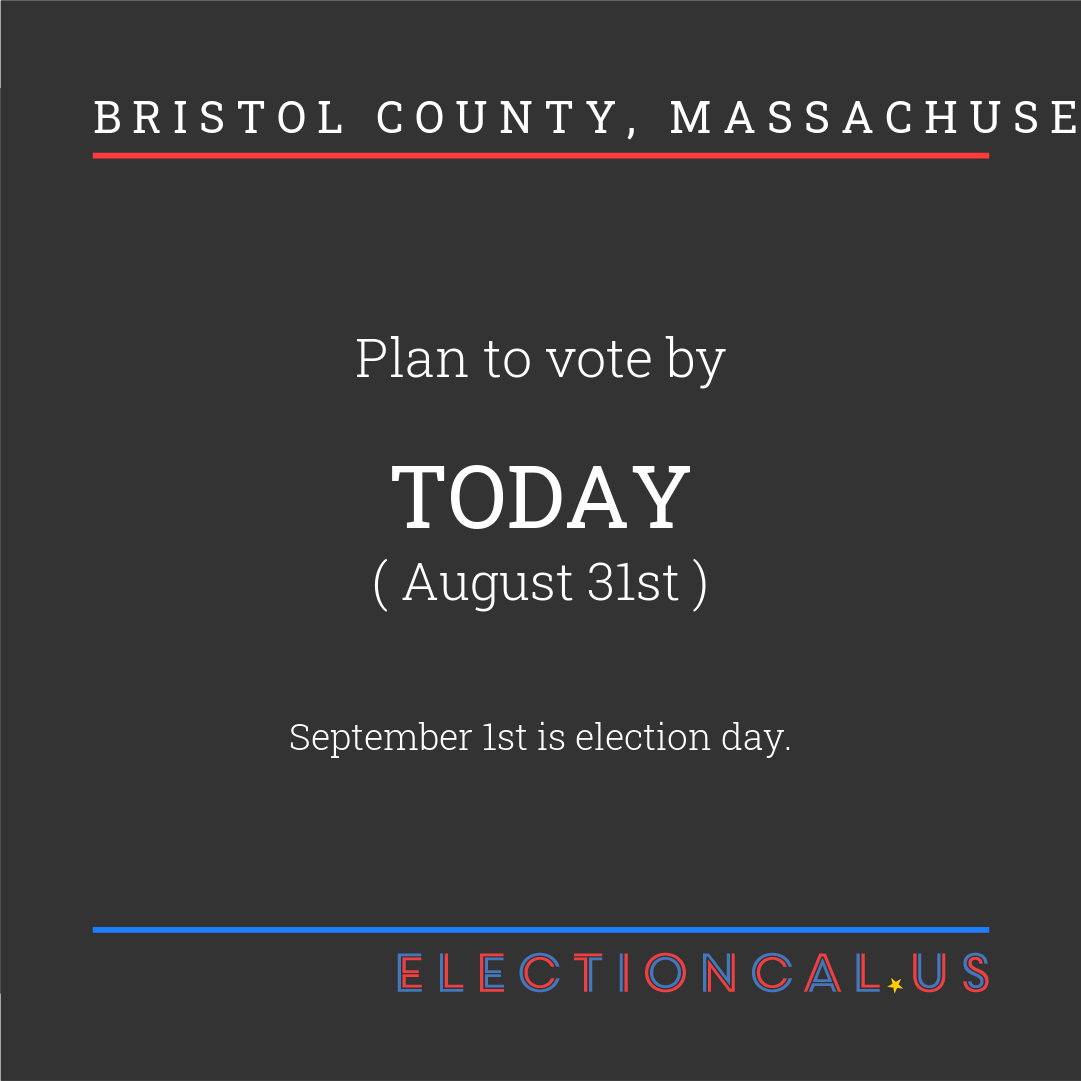 BRISTOL COUNTY, MASSACHUSE
Plan to vote by
TODAY
( August 31st )
September 1st is election day.
ELECTIONCAL.US